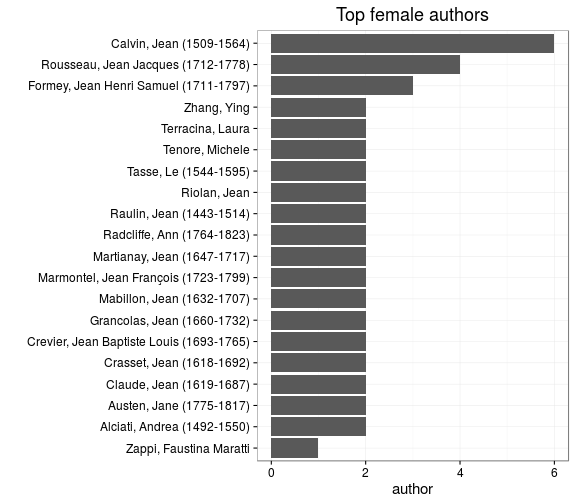 Top female authors
Calvin, Jean (1509-1564)
Rousseau, Jean Jacques (1712-1778)
Formey, Jean Henri Samuel (1711-1797)
Zhang, Ying
Terracina, Laura
Tenore, Michele
Tasse, Le (1544-1595)
Riolan, Jean
Raulin, Jean (1443-1514)
Radcliffe, Ann (1764-1823)
Martianay, Jean (1647-1717)
Marmontel, Jean François (1723-1799)
Mabillon, Jean (1632-1707)
Grancolas, Jean (1660-1732)
Crevier, Jean Baptiste Louis (1693-1765)
Crasset, Jean (1618-1692)
Claude, Jean (1619-1687)
Austen, Jane (1775-1817)
Alciati, Andrea (1492-1550)
Zappi, Faustina Maratti
0 2 4 6
author